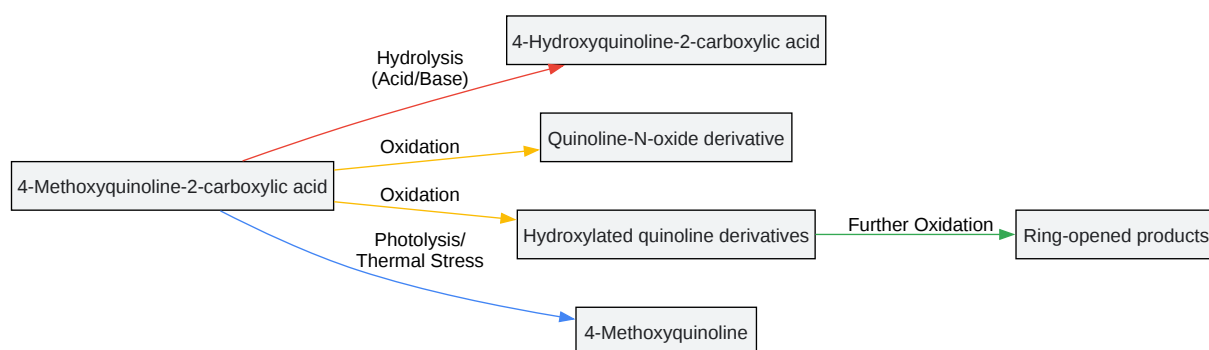 4-Hydroxyquinoline-2-carboxylic acid
Hydrolysis
(Acid/Base)
Quinoline-N-oxide derivative
Oxidation
4-Methoxyquinoline-2-carboxylic acid
Oxidation
Hydroxylated quinoline derivatives
Further Oxidation
Ring-opened products
Photolysis/
Thermal Stress
4-Methoxyquinoline